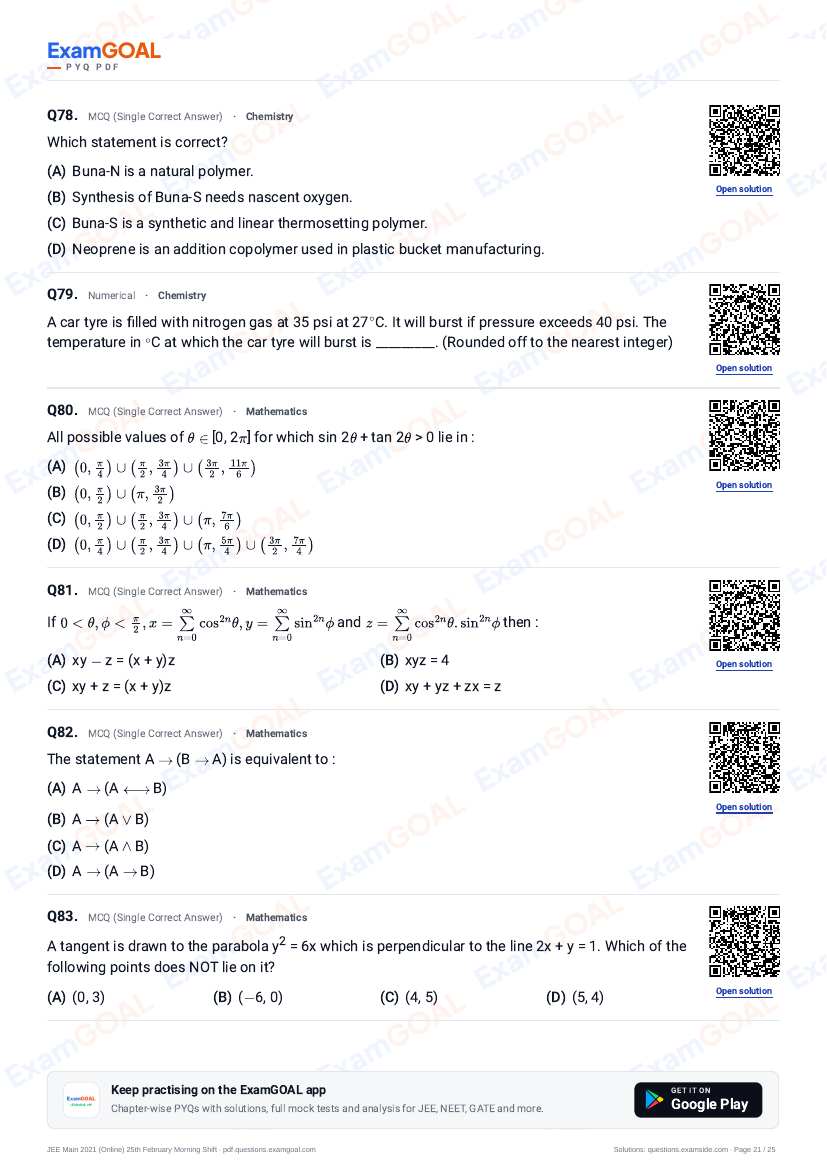 ExamGOAL
PYQ PDF
Q78. MCQ (Single Correct Answer) · Chemistry
Which statement is correct?
(A) Buna-N is a natural polymer.
(B) Synthesis of Buna-S needs nascent oxygen.
(C) Buna-S is a synthetic and linear thermosetting polymer.
(D) Neoprene is an addition copolymer used in plastic bucket manufacturing.
Open solution
Q79. Numerical · Chemistry
A car tyre is filled with nitrogen gas at 35 psi at 27°C. It will burst if pressure exceeds 40 psi. The
temperature in °C at which the car tyre will burst is _________. (Rounded off to the nearest integer)
Open solution
Q80. MCQ (Single Correct Answer) · Mathematics
All possible values of θ ∈ [0, 2π] for which sin 2θ + tan 2θ > 0 lie in :
(A) (0, π/4) ∪ (π/2, 3π/4) ∪ (3π/2, 11π/6)
(B) (0, π/2) ∪ (π, 3π/2)
(C) (0, π/2) ∪ (π/2, 3π/4) ∪ (π, 7π/6)
(D) (0, π/4) ∪ (π/2, 3π/4) ∪ (π, 5π/4) ∪ (3π/2, 7π/4)
Open solution
Q81. MCQ (Single Correct Answer) · Mathematics
If 0 < θ, ϕ < π/2, x = ∑_{n=0}^{∞} cos^{2n}θ, y = ∑_{n=0}^{∞} sin^{2n}ϕ and z = ∑_{n=0}^{∞} cos^{2n}θ. sin^{2n}ϕ then :
(A) xy − z = (x + y)z (B) xyz = 4
(C) xy + z = (x + y)z (D) xy + yz + zx = z
Open solution
Q82. MCQ (Single Correct Answer) · Mathematics
The statement A → (B → A) is equivalent to :
(A) A → (A ⟷ B)
(B) A → (A ∨ B)
(C) A → (A ∧ B)
(D) A → (A → B)
Open solution
Q83. MCQ (Single Correct Answer) · Mathematics
A tangent is drawn to the parabola y² = 6x which is perpendicular to the line 2x + y = 1. Which of the
following points does NOT lie on it?
(A) (0, 3) (B) (−6, 0) (C) (4, 5) (D) (5, 4)
Open solution
Keep practising on the ExamGOAL app
Chapter-wise PYQs with solutions, full mock tests and analysis for JEE, NEET, GATE and more.
GET IT ON
Google Play
JEE Main 2021 (Online) 25th February Morning Shift · pdf.questions.examgoal.com
Solutions: questions.examside.com · Page 21 / 25